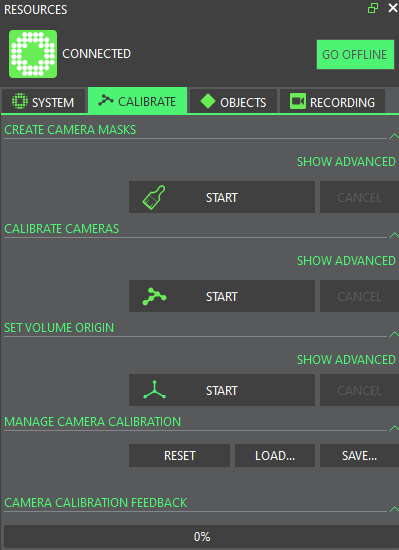 RESOURCES
CONNECTED
GO OFFLINE
SYSTEM CALIBRATE OBJECTS RECORDING
CREATE CAMERA MASKS
SHOW ADVANCED
START CANCEL
CALIBRATE CAMERAS
SHOW ADVANCED
START CANCEL
SET VOLUME ORIGIN
SHOW ADVANCED
START CANCEL
MANAGE CAMERA CALIBRATION
RESET LOAD... SAVE...
CAMERA CALIBRATION FEEDBACK
0%